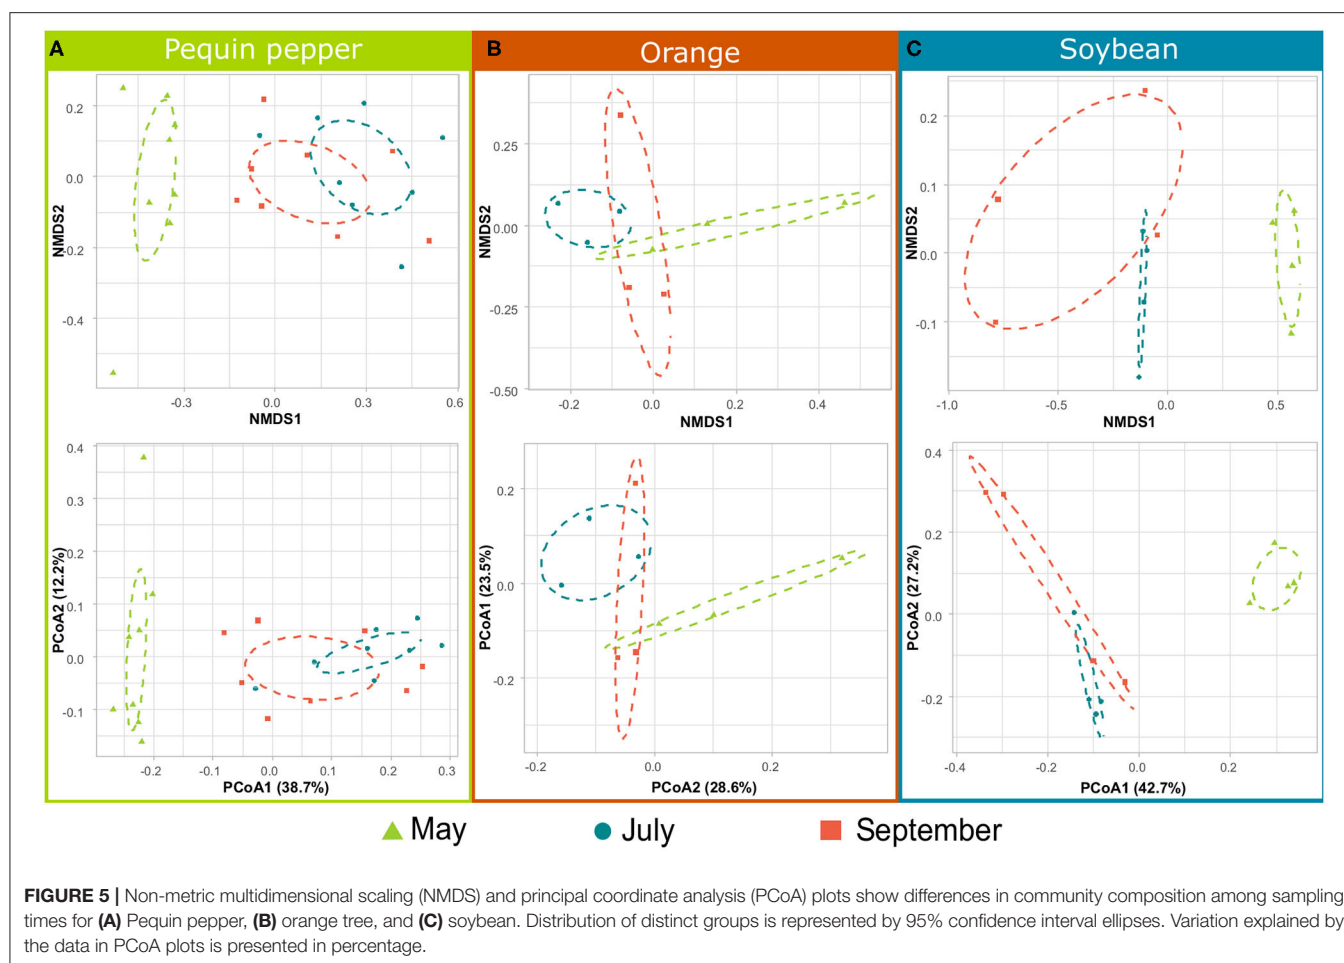 A Pequin pepper
B Orange
C Soybean
0.2
0.0
-0.2
-0.4
NMDS2
-0.3
0.0
0.3
0.6
NMDS1
0.25
0.00
-0.25
-0.50
NMDS2
-0.2
0.0
0.2
0.4
NMDS1
0.2
0.1
0.0
-0.1
NMDS2
-1.0
-0.5
0.0
0.5
NMDS1
0.4
0.3
0.2
0.1
0.0
-0.1
PCoA2 (12.2%)
-0.2
-0.1
0.0
0.1
0.2
0.3
PCoA1 (38.7%)
0.2
0.0
-0.2
PCoA1 (23.5%)
-0.2
0.0
0.2
PCoA2 (28.6%)
0.4
0.2
0.0
-0.2
PCoA2 (27.2%)
-0.4
-0.2
0.0
0.2
PCoA1 (42.7%)
May
July
September
FIGURE 5 | Non-metric multidimensional scaling (NMDS) and principal coordinate analysis (PCoA) plots show differences in community composition among sampling
times for (A) Pequin pepper, (B) orange tree, and (C) soybean. Distribution of distinct groups is represented by 95% confidence interval ellipses. Variation explained by
the data in PCoA plots is presented in percentage.